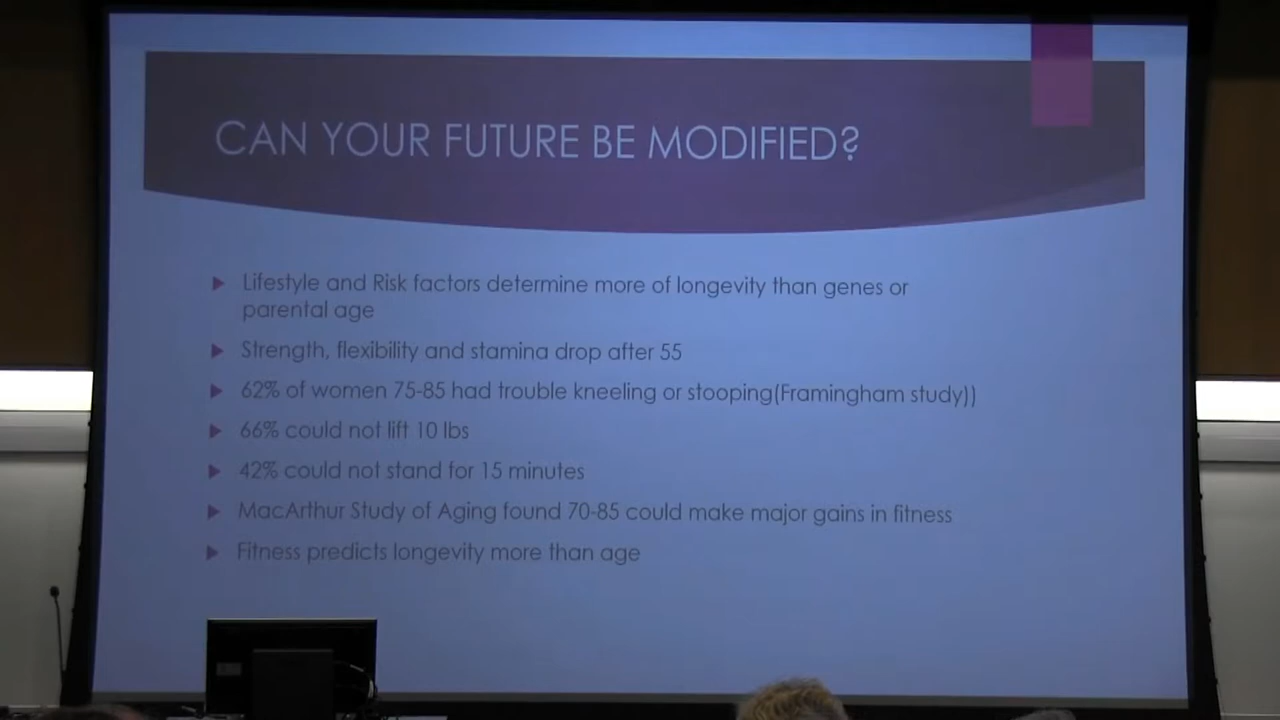 CAN YOUR FUTURE BE MODIFIED?
Lifestyle and Risk factors determine more of longevity than genes or
parental age
Strength, flexibility and stamina drop after 55
62% of women 75-85 had trouble kneeling or stooping(Framingham study))
66% could not lift 10 lbs
42% could not stand for 15 minutes
MacArthur Study of Aging found 70-85 could make major gains in fitness
Fitness predicts longevity more than age